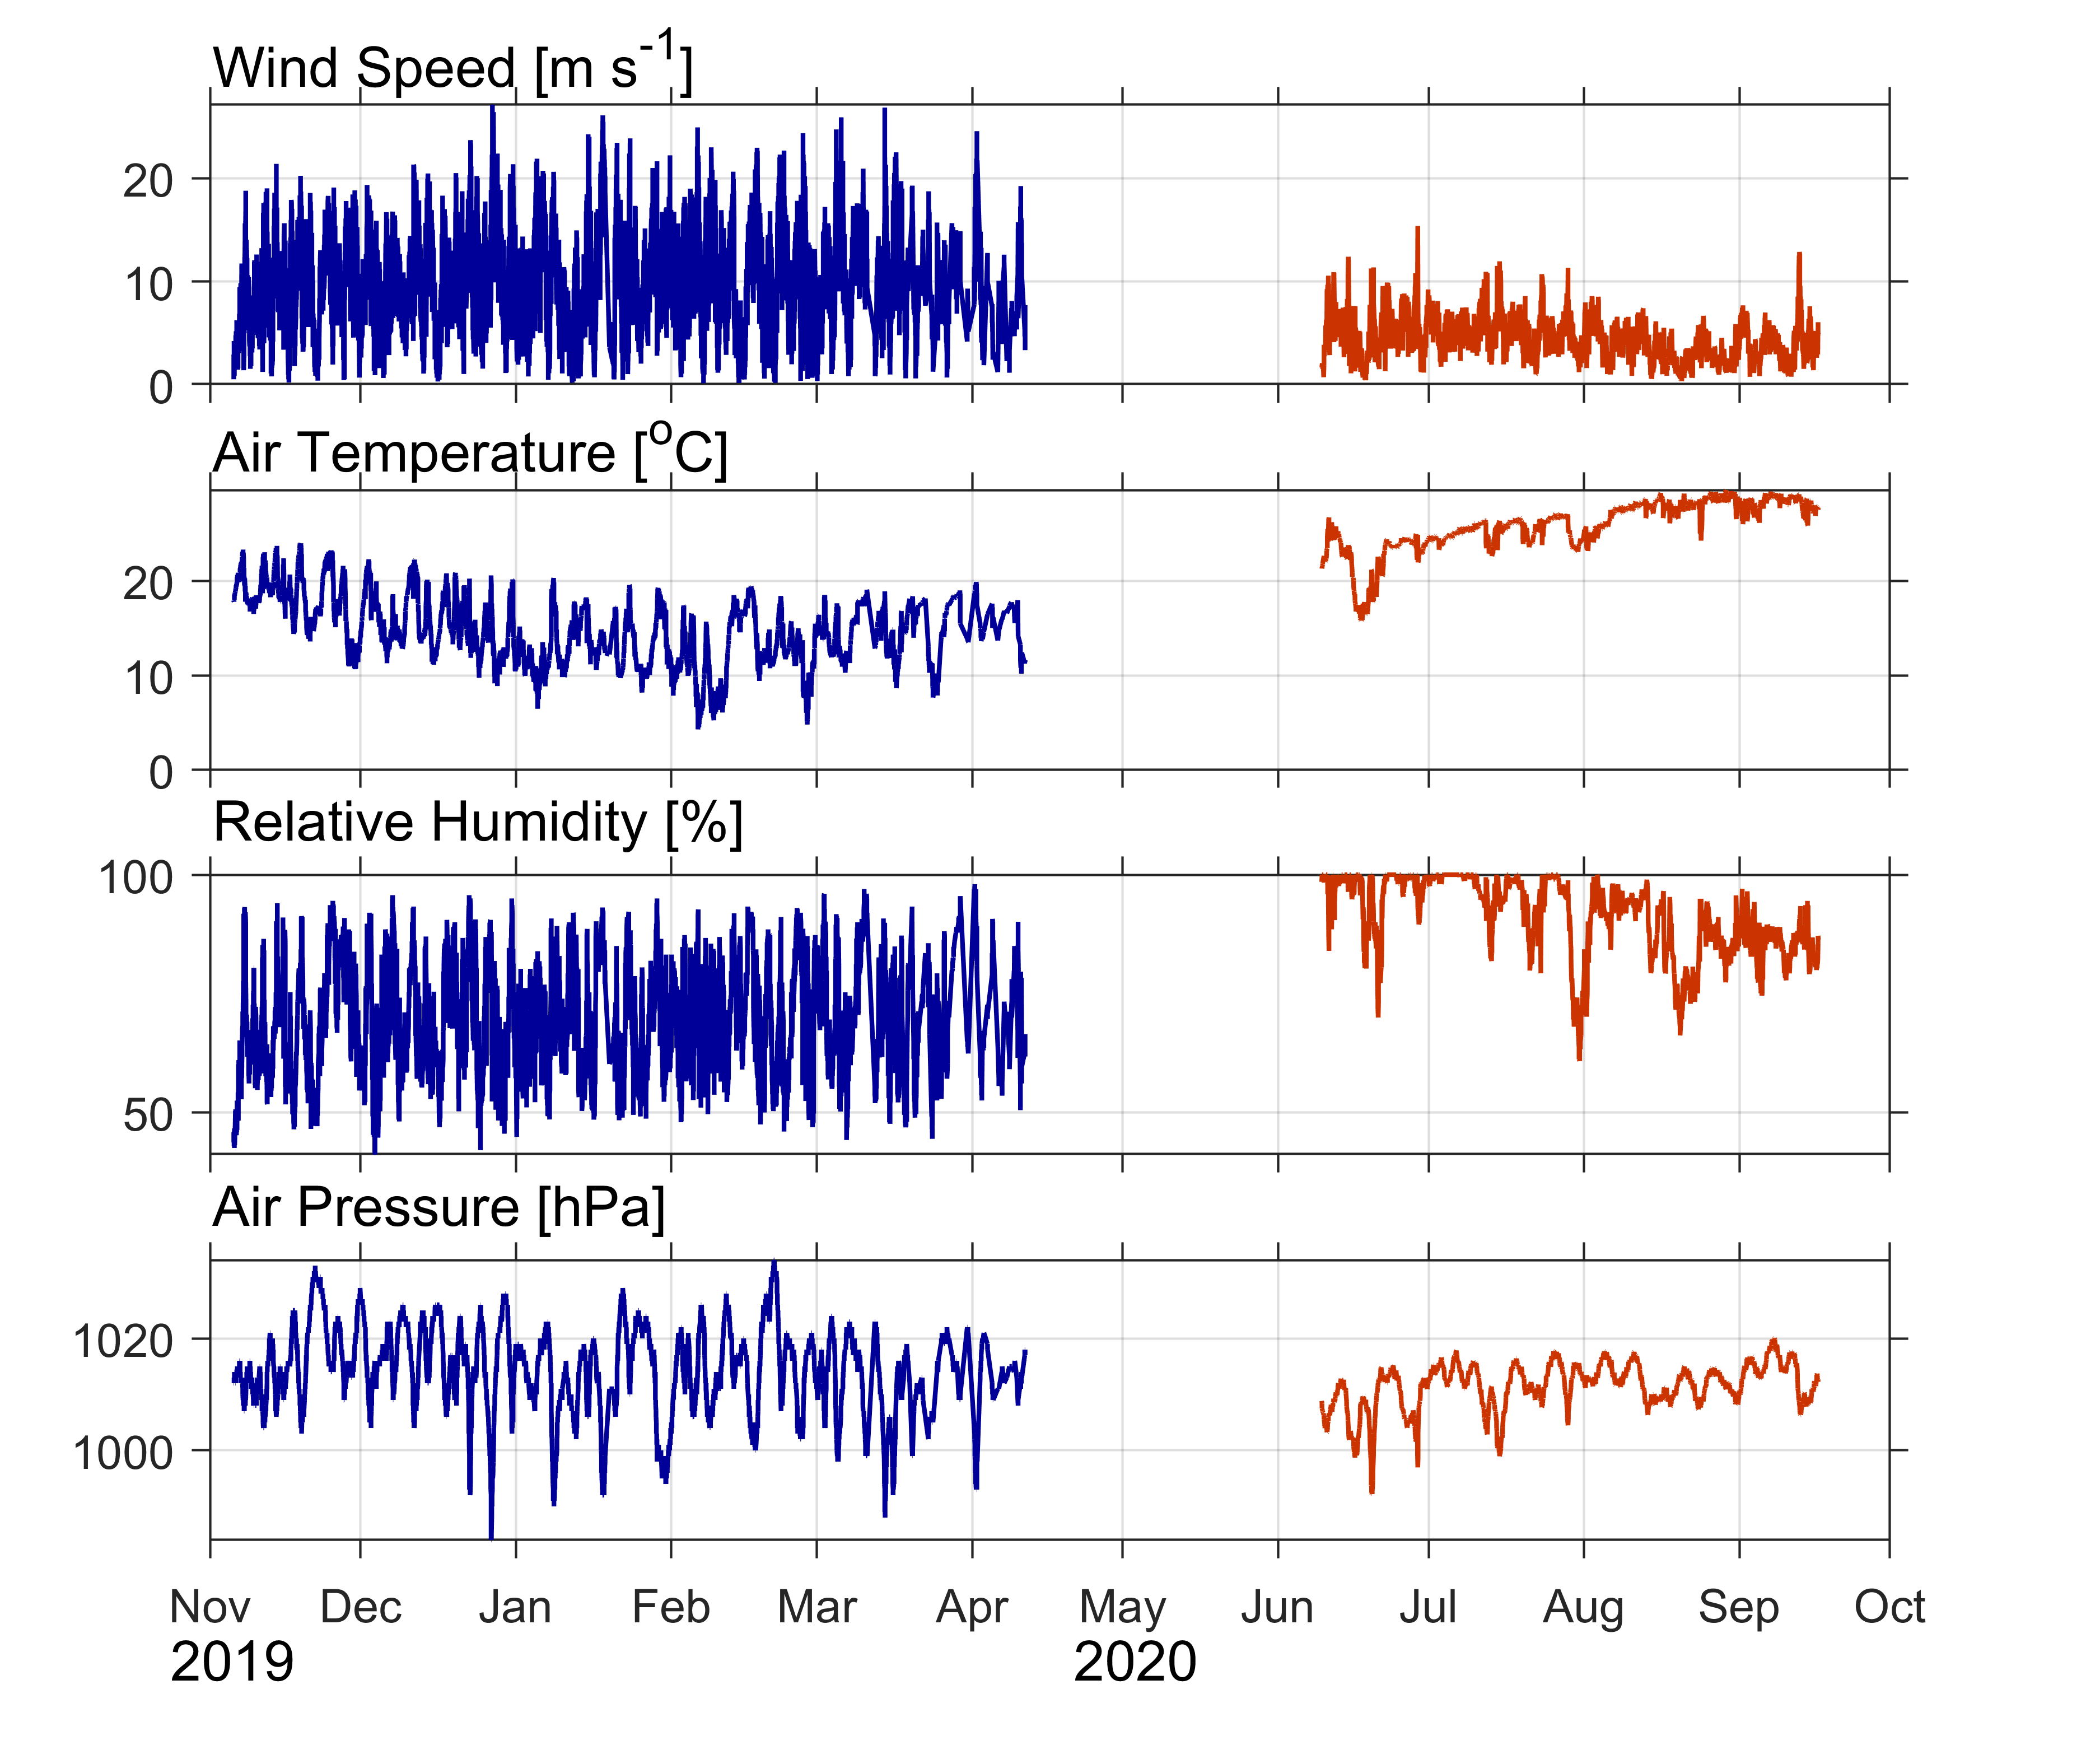 Wind Speed [m s-1]
20
10
0
Air Temperature [oC]
20
10
0
Relative Humidity [%]
100
50
Air Pressure [hPa]
1020
1000
Nov Dec Jan Feb Mar Apr May Jun Jul Aug Sep Oct
2019 2020